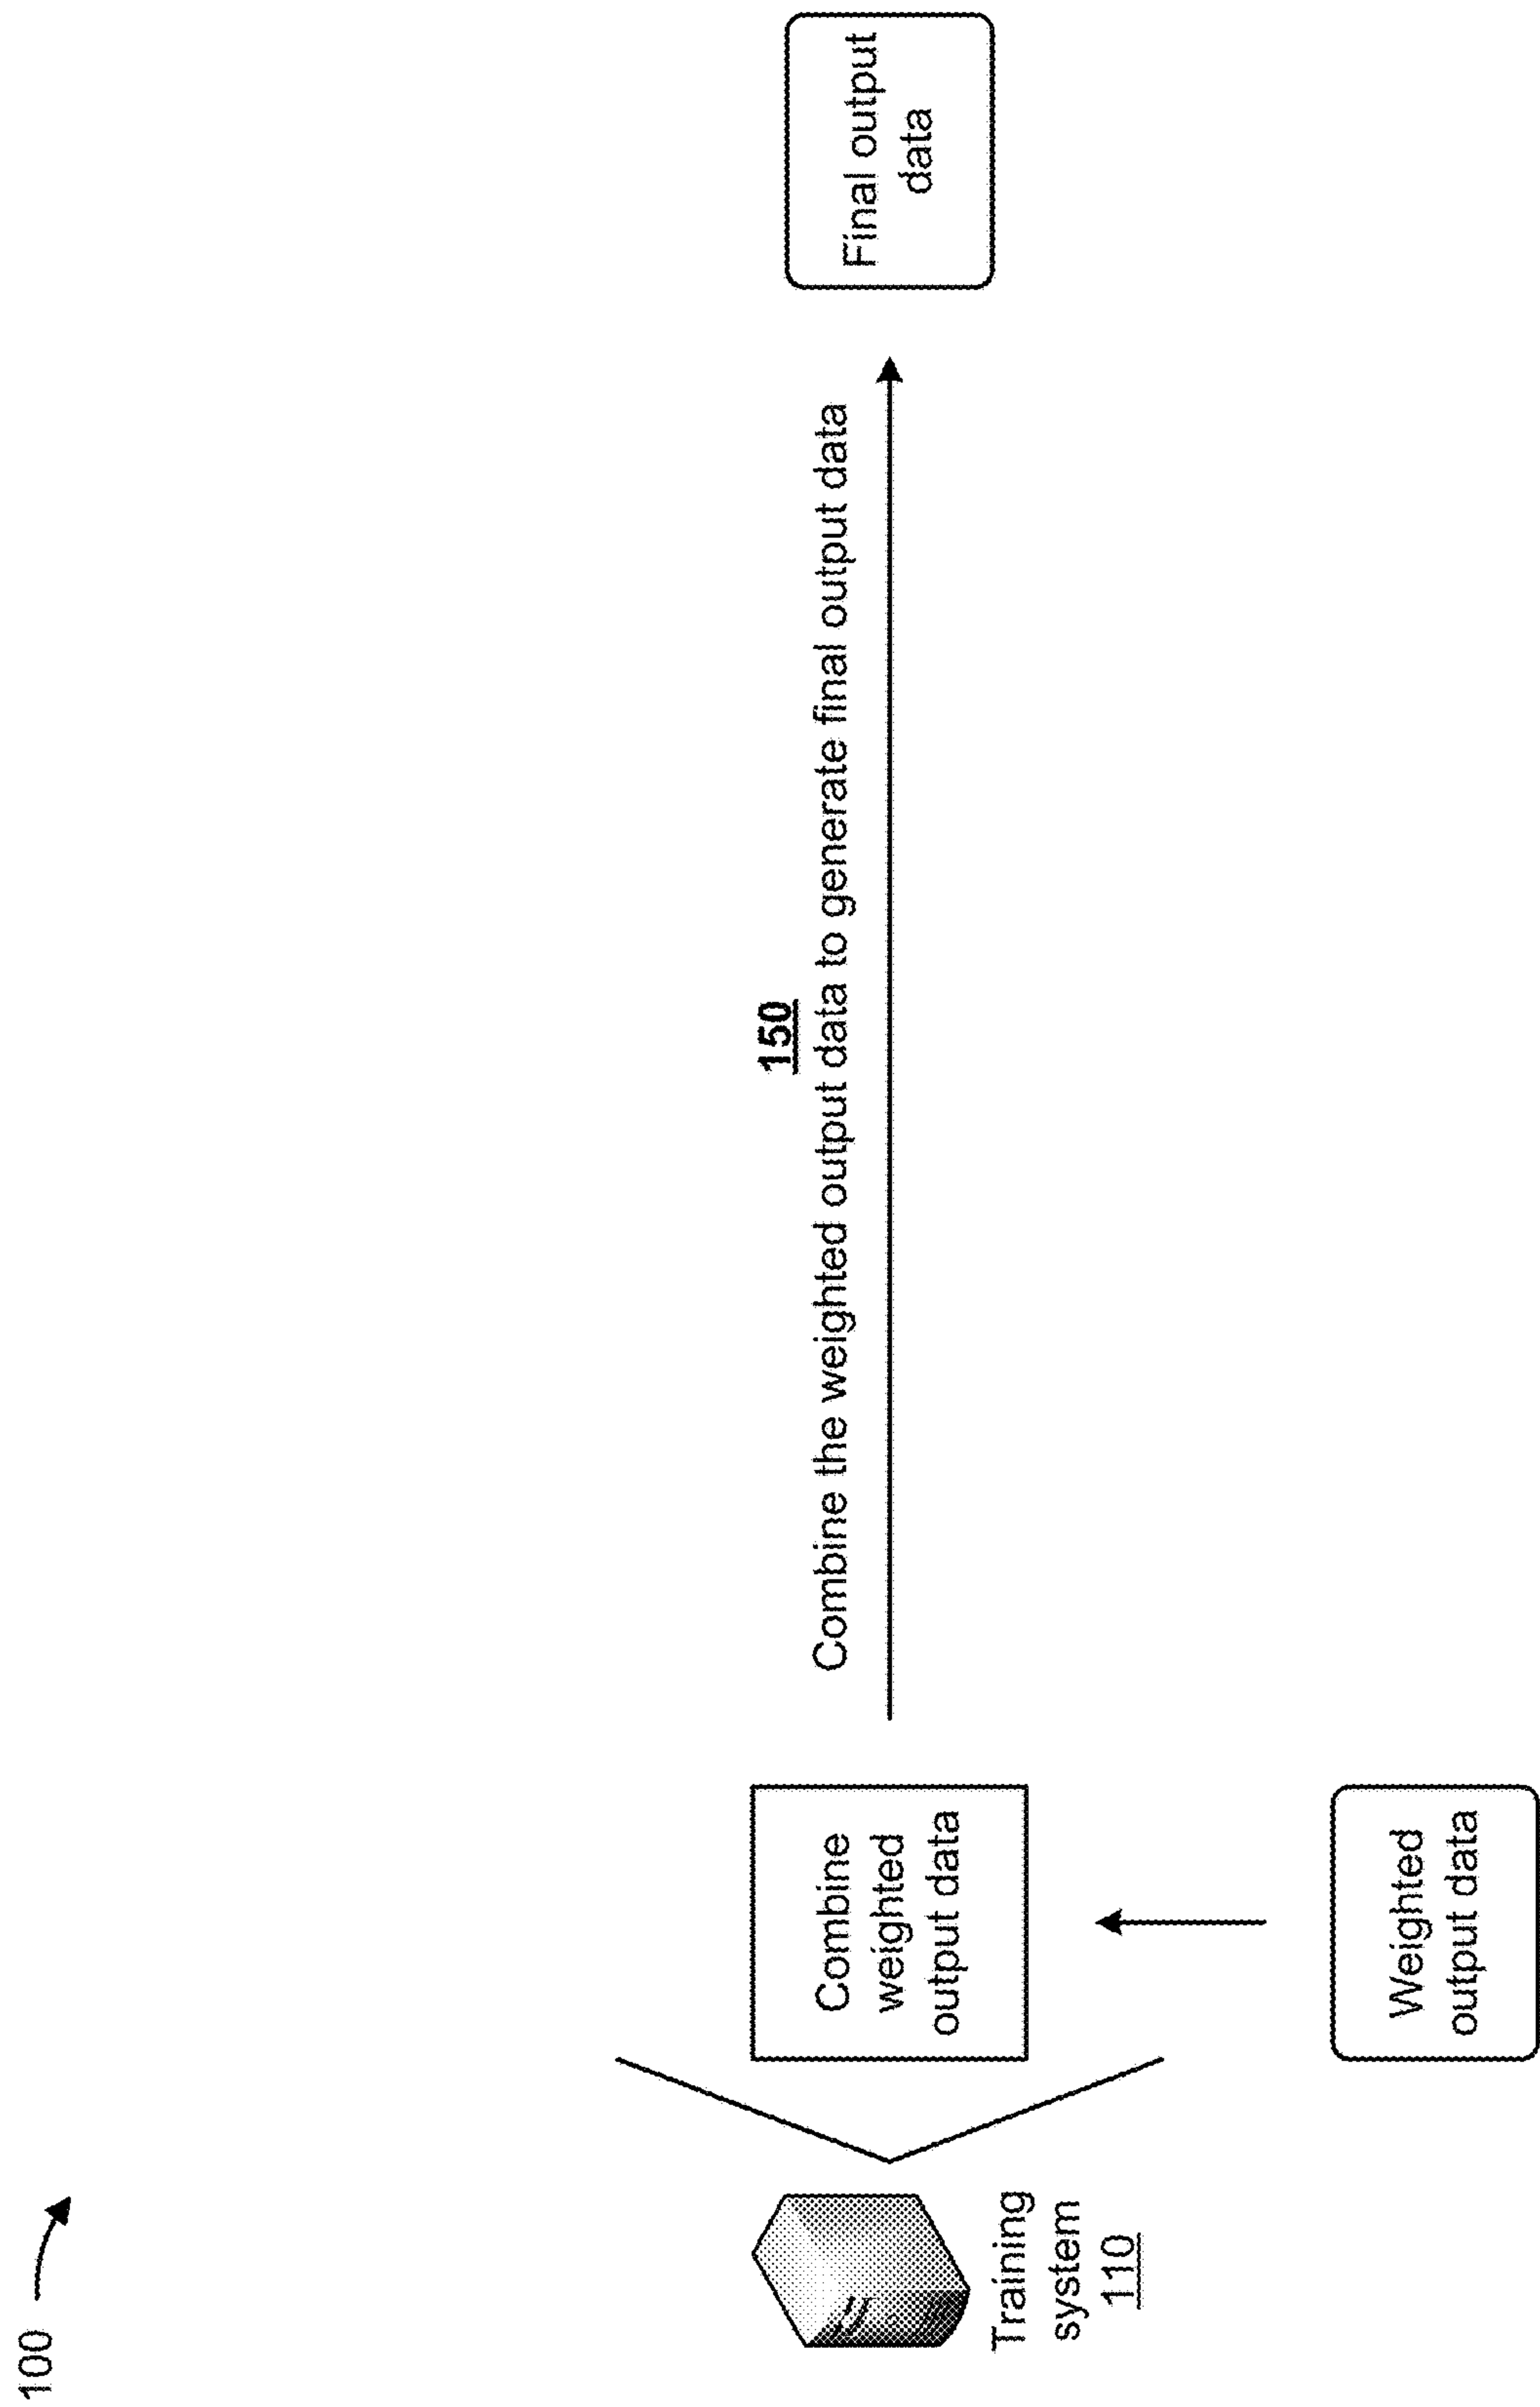 100
150
Combine the weighted output data to generate final output data
Final output
data
Combine
weighted
output data
Training
system
110
Weighted
output data